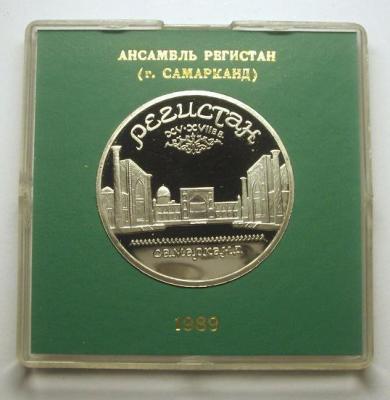 АНСАМБЛЬ РЕГИСТАН
(г. САМАРКАНД)
РЕГИСТАН
XV-XVII вв.
САМАРКАНД
1989